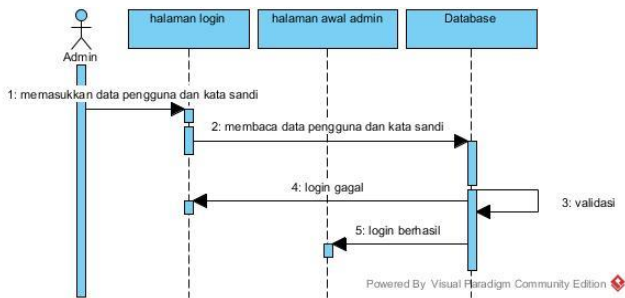 halaman login
halaman awal admin
Database
Admin
1: memasukkan data pengguna dan kata sandi
2: membaca data pengguna dan kata sandi
4: login gagal
3: validasi
5: login berhasil
Powered By Visual Paradigm Community Edition